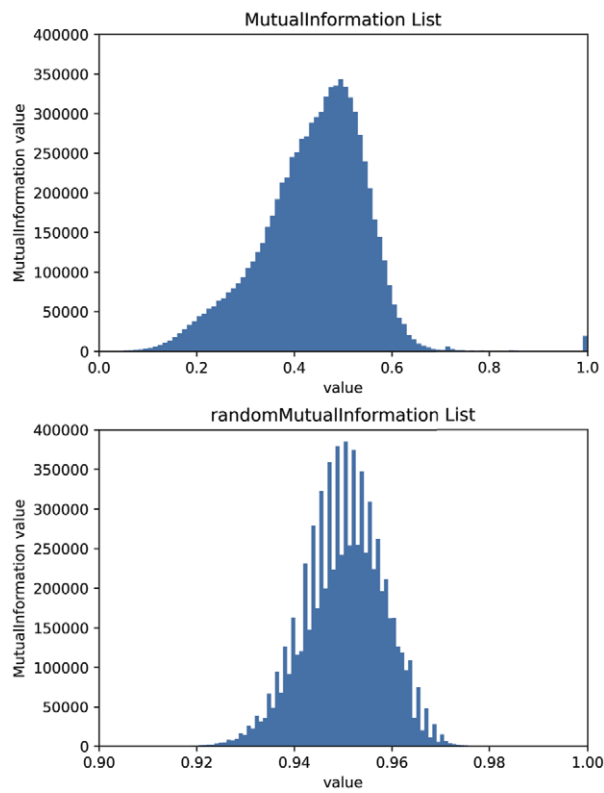 MutualInformation List
400000
350000
300000
250000
200000
150000
100000
50000
0
MutualInformation value
0.0 0.2 0.4 0.6 0.8 1.0
value
randomMutualInformation List
400000
350000
300000
250000
200000
150000
100000
50000
0
MutualInformation value
0.90 0.92 0.94 0.96 0.98 1.00
value